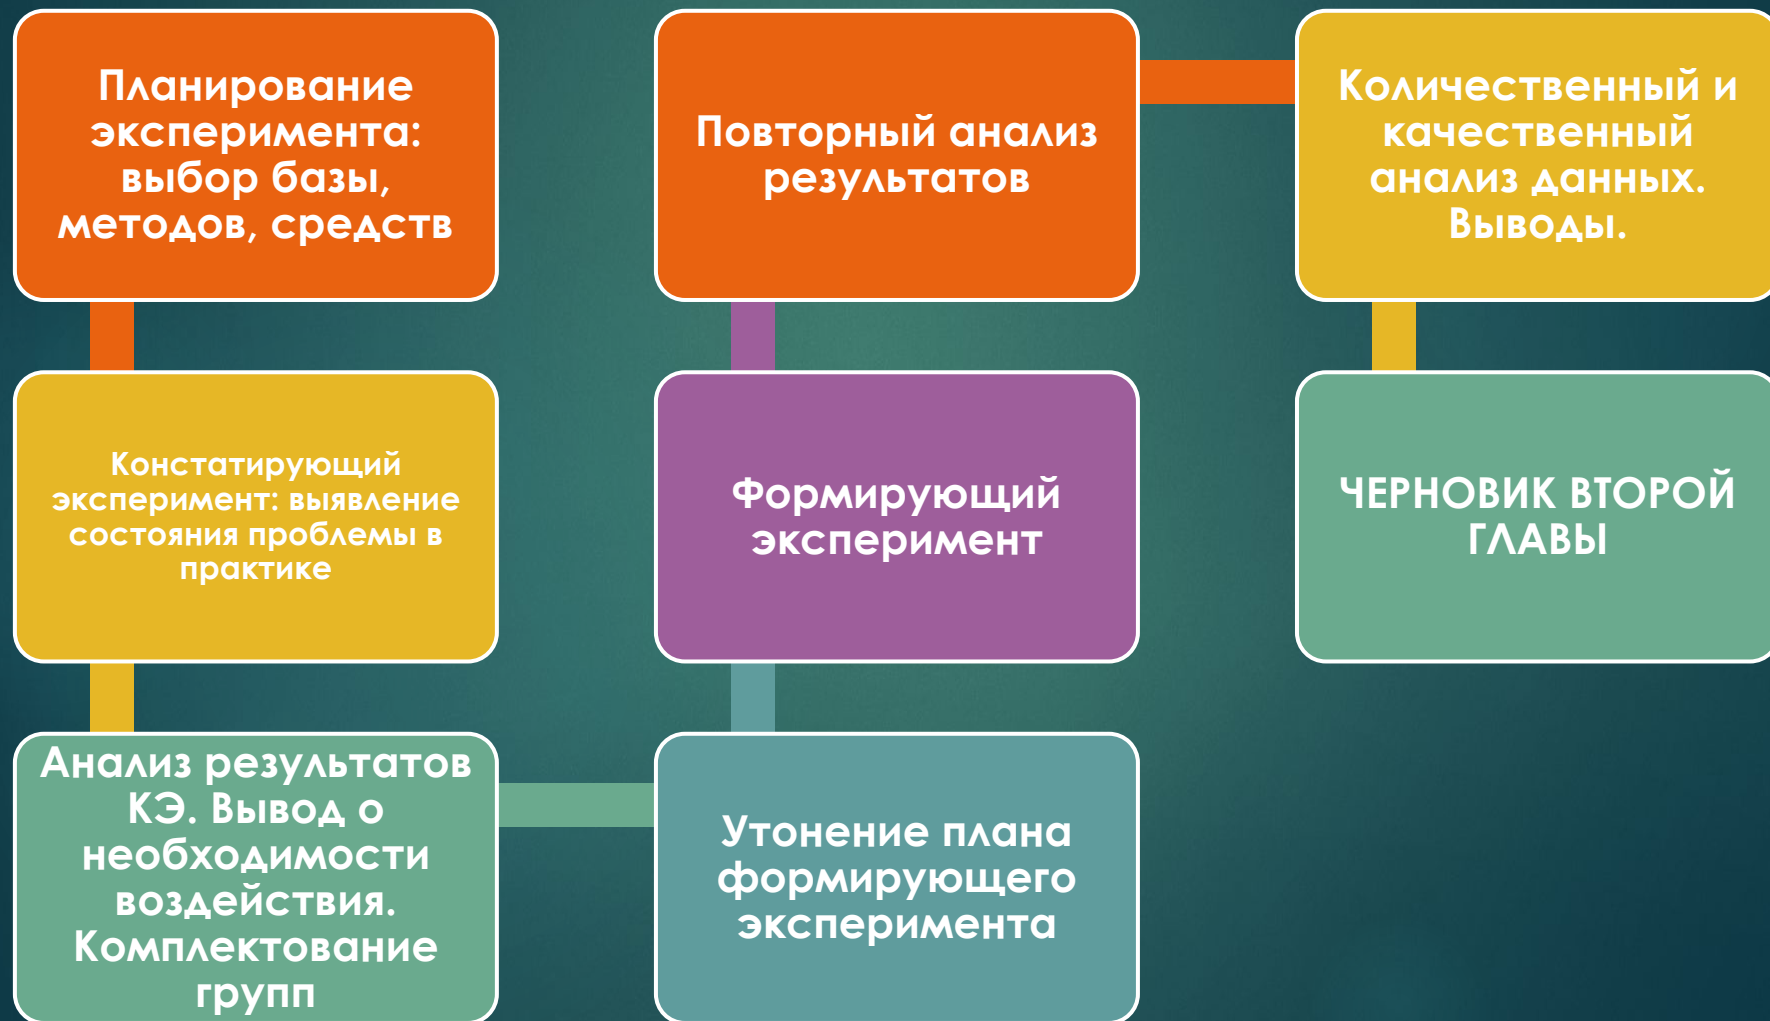 Планирование
эксперимента:
выбор базы,
методов, средств
Констатирующий
эксперимент: выявление
состояния проблемы в
практике
Анализ результатов
КЭ. Вывод о
необходимости
воздействия.
Комплектование
групп
Утонение плана
формирующего
эксперимента
Формирующий
эксперимент
Повторный анализ
результатов
Количественный и
качественный
анализ данных.
Выводы.
ЧЕРНОВИК ВТОРОЙ
ГЛАВЫ